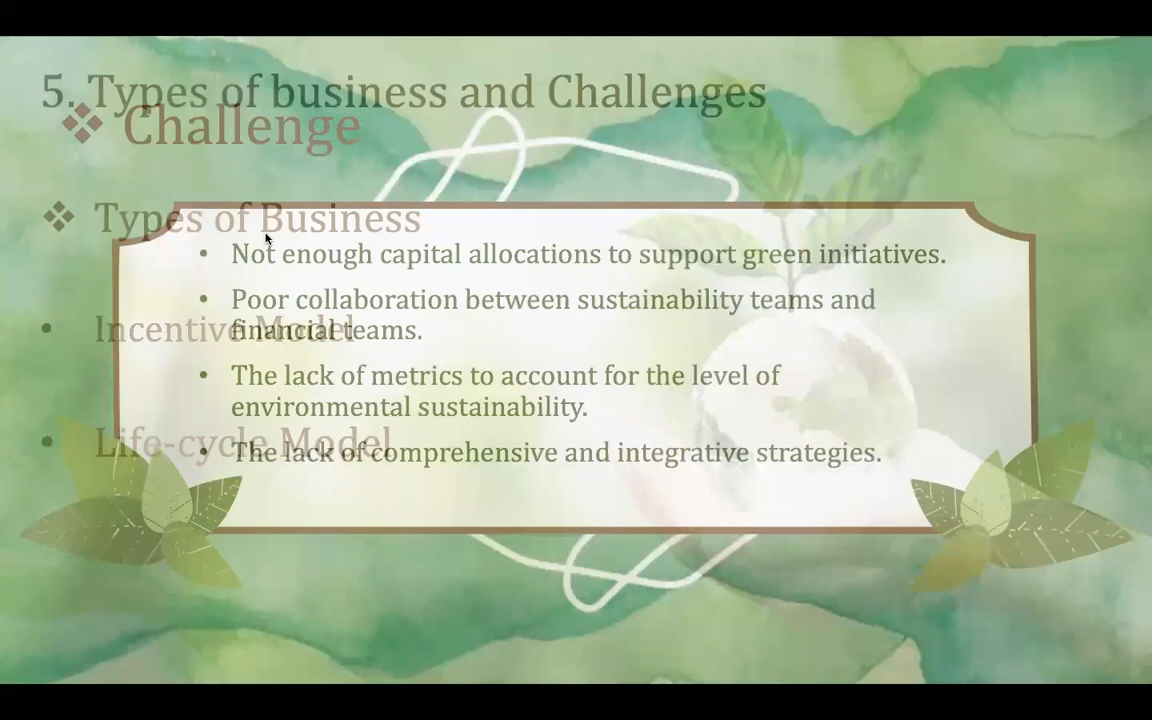 5. Types of business and Challenges
❖ Challenge
❖ Types of Business
• Not enough capital allocations to support green initiatives.
• Poor collaboration between sustainability teams and
financial teams.
• Incentive Model
• The lack of metrics to account for the level of
environmental sustainability.
• Life-cycle Model
• The lack of comprehensive and integrative strategies.